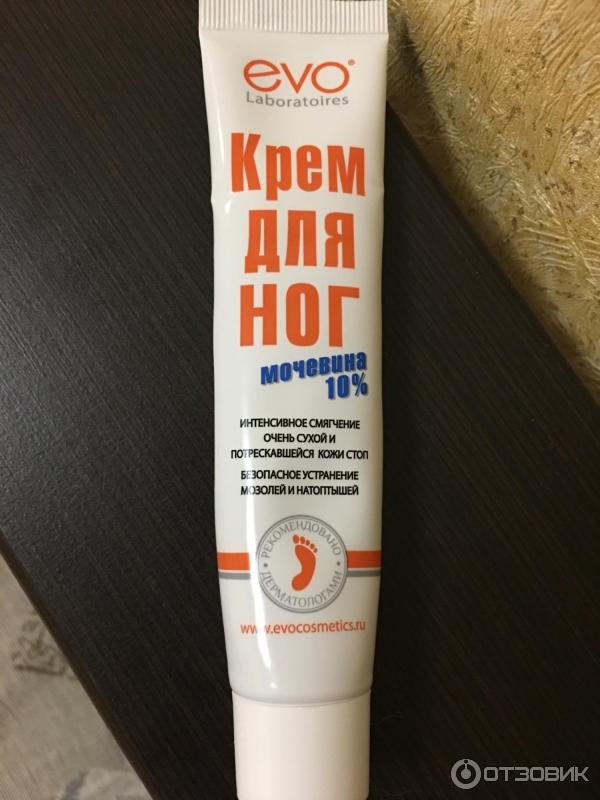 evo®
Laboratoires
Крем
для
ног
мочевина
10%
ИНТЕНСИВНОЕ СМЯГЧЕНИЕ
ОЧЕНЬ СУХОЙ И
ПОТРЕСКАВШЕЙСЯ КОЖИ СТОП
БЕЗОПАСНОЕ УСТРАНЕНИЕ
МОЗОЛЕЙ И НАТОПТЫШЕЙ
• РЕКОМЕНДОВАНО •
ДЕРМАТОЛОГАМИ
www.evocosmetics.ru
ОТЗОВИК